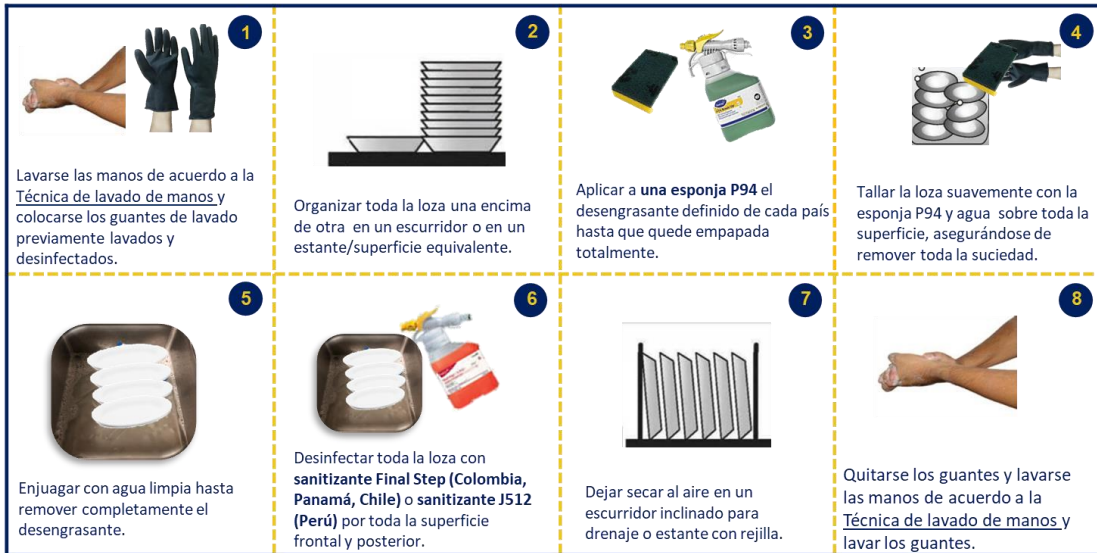 1
Lavarse las manos de acuerdo a la
Técnica de lavado de manos y
colocarse los guantes de lavado
previamente lavados y
desinfectados.
2
Organizar toda la loza una encima
de otra en un escurridor o en un
estante/superficie equivalente.
3
Aplicar a una esponja P94 el
desengrasante definido de cada país
hasta que quede empapada
totalmente.
4
Tallar la loza suavemente con la
esponja P94 y agua sobre toda la
superficie, asegurándose de
remover toda la suciedad.
5
Enjuagar con agua limpia hasta
remover completamente el
desengrasante.
6
Desinfectar toda la loza con
sanitizante Final Step (Colombia,
Panamá, Chile) o sanitizante J512
(Perú) por toda la superficie
frontal y posterior.
7
Dejar secar al aire en un
escurridor inclinado para
drenaje o estante con rejilla.
8
Quitarse los guantes y lavarse
las manos de acuerdo a la
Técnica de lavado de manos y
lavar los guantes.